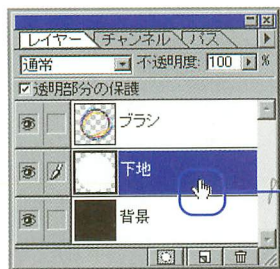 レイヤー チャンネル パス
通常 不透明度: 100 %
透明部分の保護
ブラシ
下地
背景